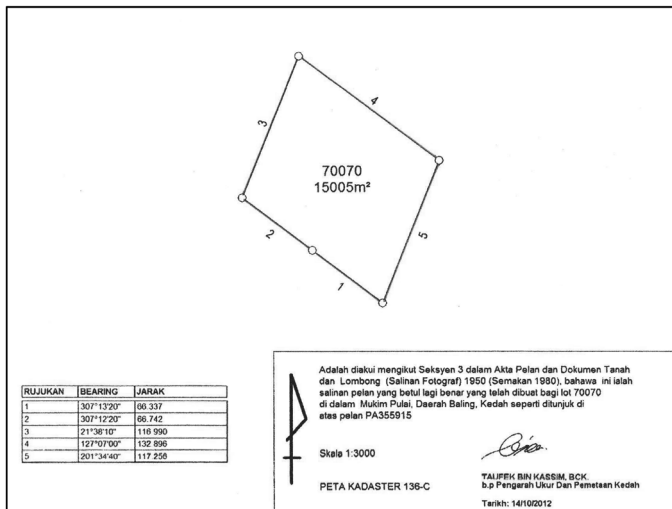 4
3
70070
15005m²
2
5
1
RUJUKAN BEARING JARAK
1 307°13'20" 66.337
2 307°12'20" 66.742
3 21°38'10" 116 990
4 127°07'00" 132 896
5 201°34'40" 117.258
Adalah diakui mengikut Seksyen 3 dalam Akta Pelan dan Dokumen Tanah
dan Lombong (Salinan Fotograf) 1950 (Semakan 1980), bahawa ini ialah
salinan pelan yang betul lagi benar yang telah dibuat bagi lot 70070
di dalam Mukim Pulai, Daerah Baling, Kedah seperti ditunjuk di
atas pelan PA355915
Skala 1:3000
PETA KADASTER 136-C
TAUFEK BIN KASSIM, BCK.
b.p Pengarah Ukur Dan Pemetaan Kedah
Tarikh: 14/10/2012